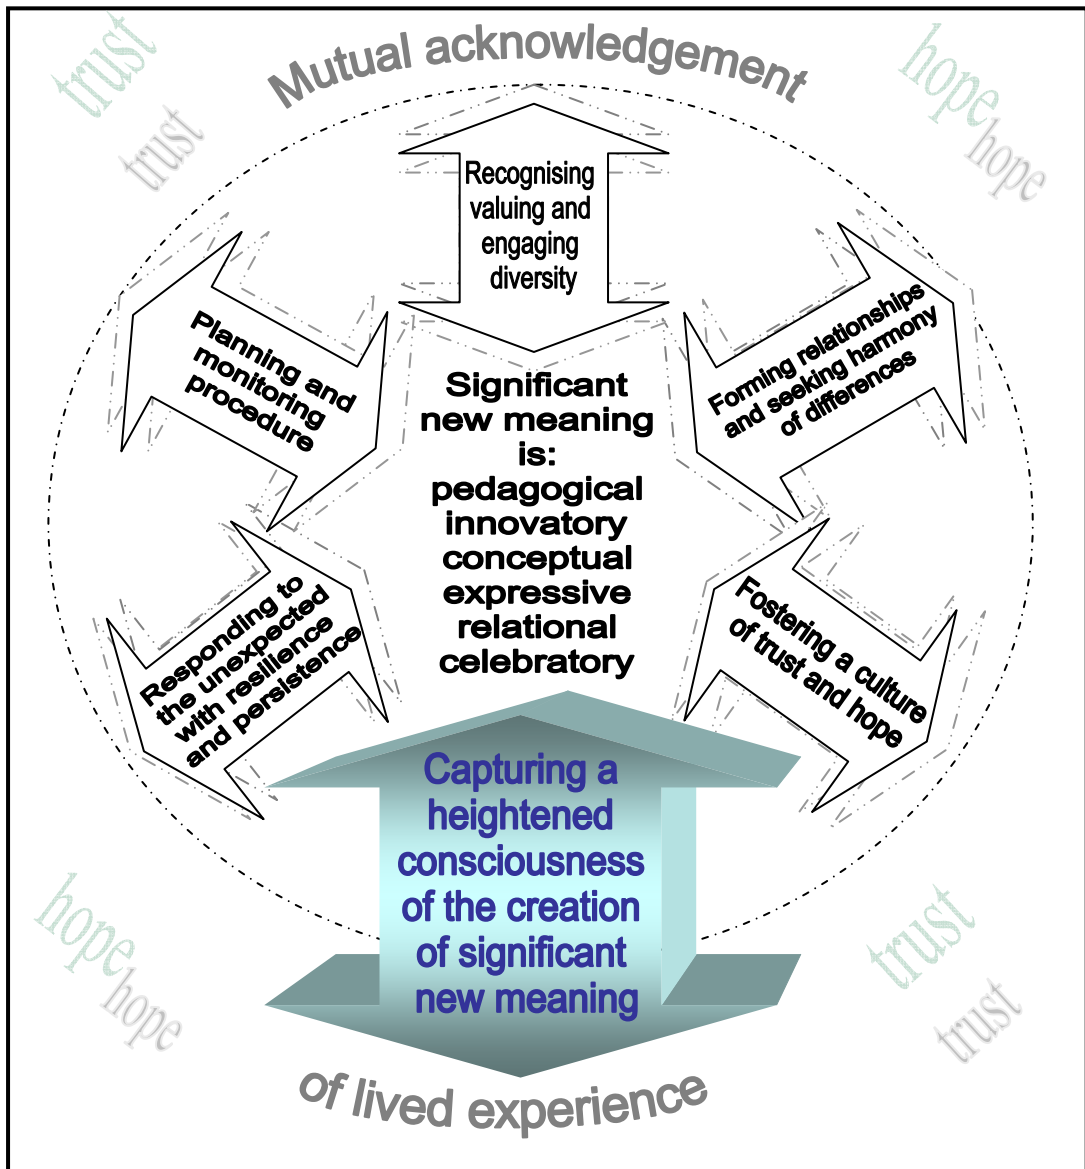 trust
trust
Mutual acknowledgement
hope
hope
Recognising
valuing and
engaging
diversity
Planning and
monitoring
procedure
Forming relationships
and seeking harmony
of differences
Significant
new meaning
is:
pedagogical
innovatory
conceptual
expressive
relational
celebratory
Responding to
the unexpected
with resilience
and persistence
Fostering a culture
of trust and hope
Capturing a
heightened
consciousness
of the creation
of significant
new meaning
hope
hope
trust
trust
of lived experience